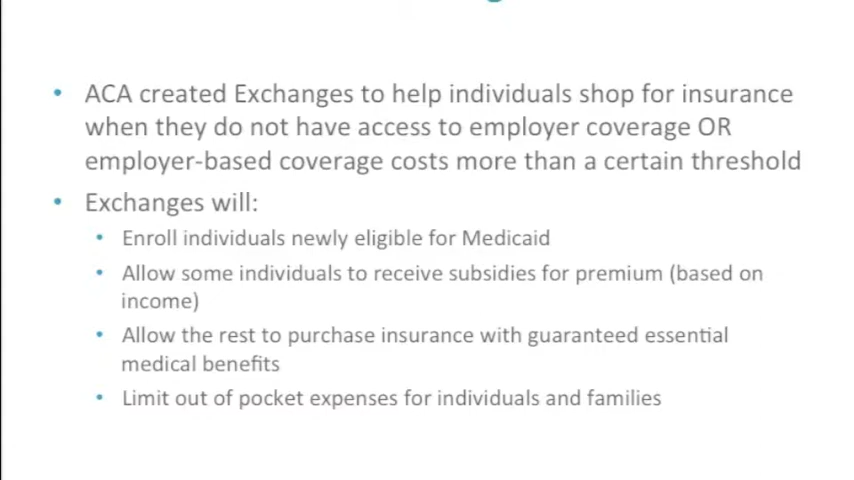 • ACA created Exchanges to help individuals shop for insurance
when they do not have access to employer coverage OR
employer-based coverage costs more than a certain threshold
• Exchanges will:
• Enroll individuals newly eligible for Medicaid
• Allow some individuals to receive subsidies for premium (based on
income)
• Allow the rest to purchase insurance with guaranteed essential
medical benefits
• Limit out of pocket expenses for individuals and families